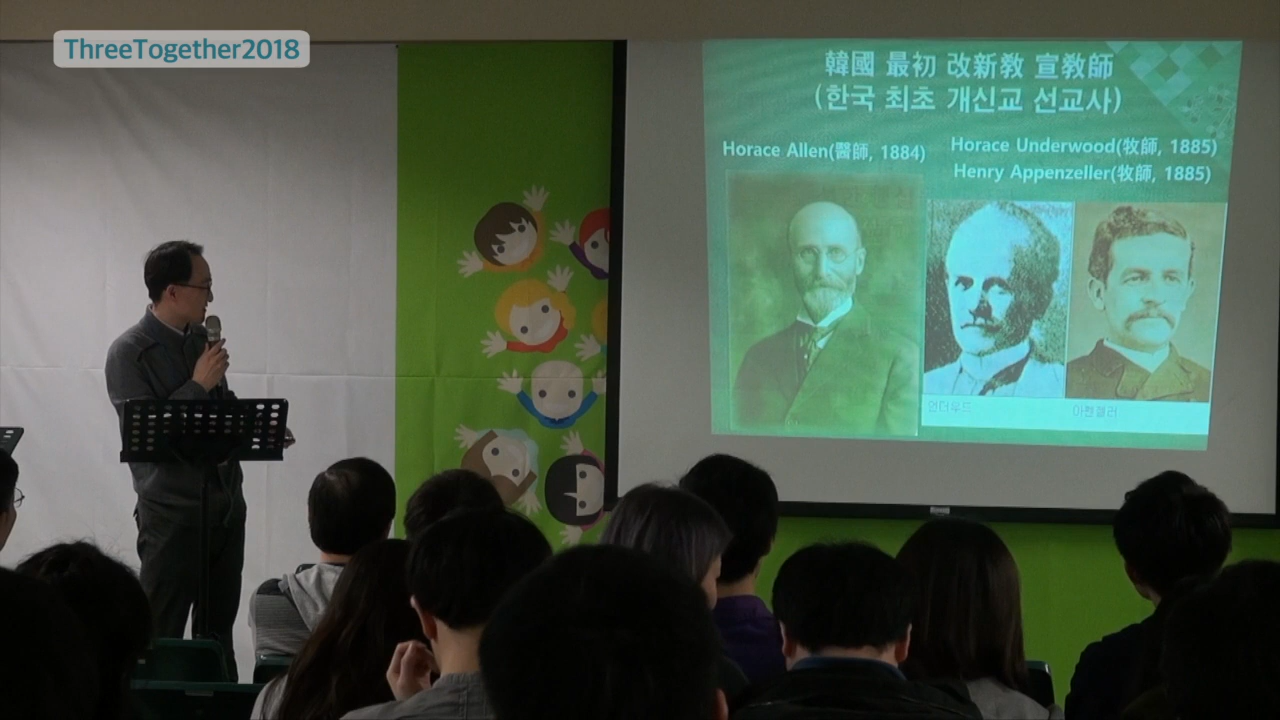 ThreeTogether2018
韓國 最初 改新敎 宣敎師
(한국 최초 개신교 선교사)
Horace Allen(醫師, 1884)
Horace Underwood(牧師, 1885)
Henry Appenzeller(牧師, 1885)
언더우드
아펜젤러